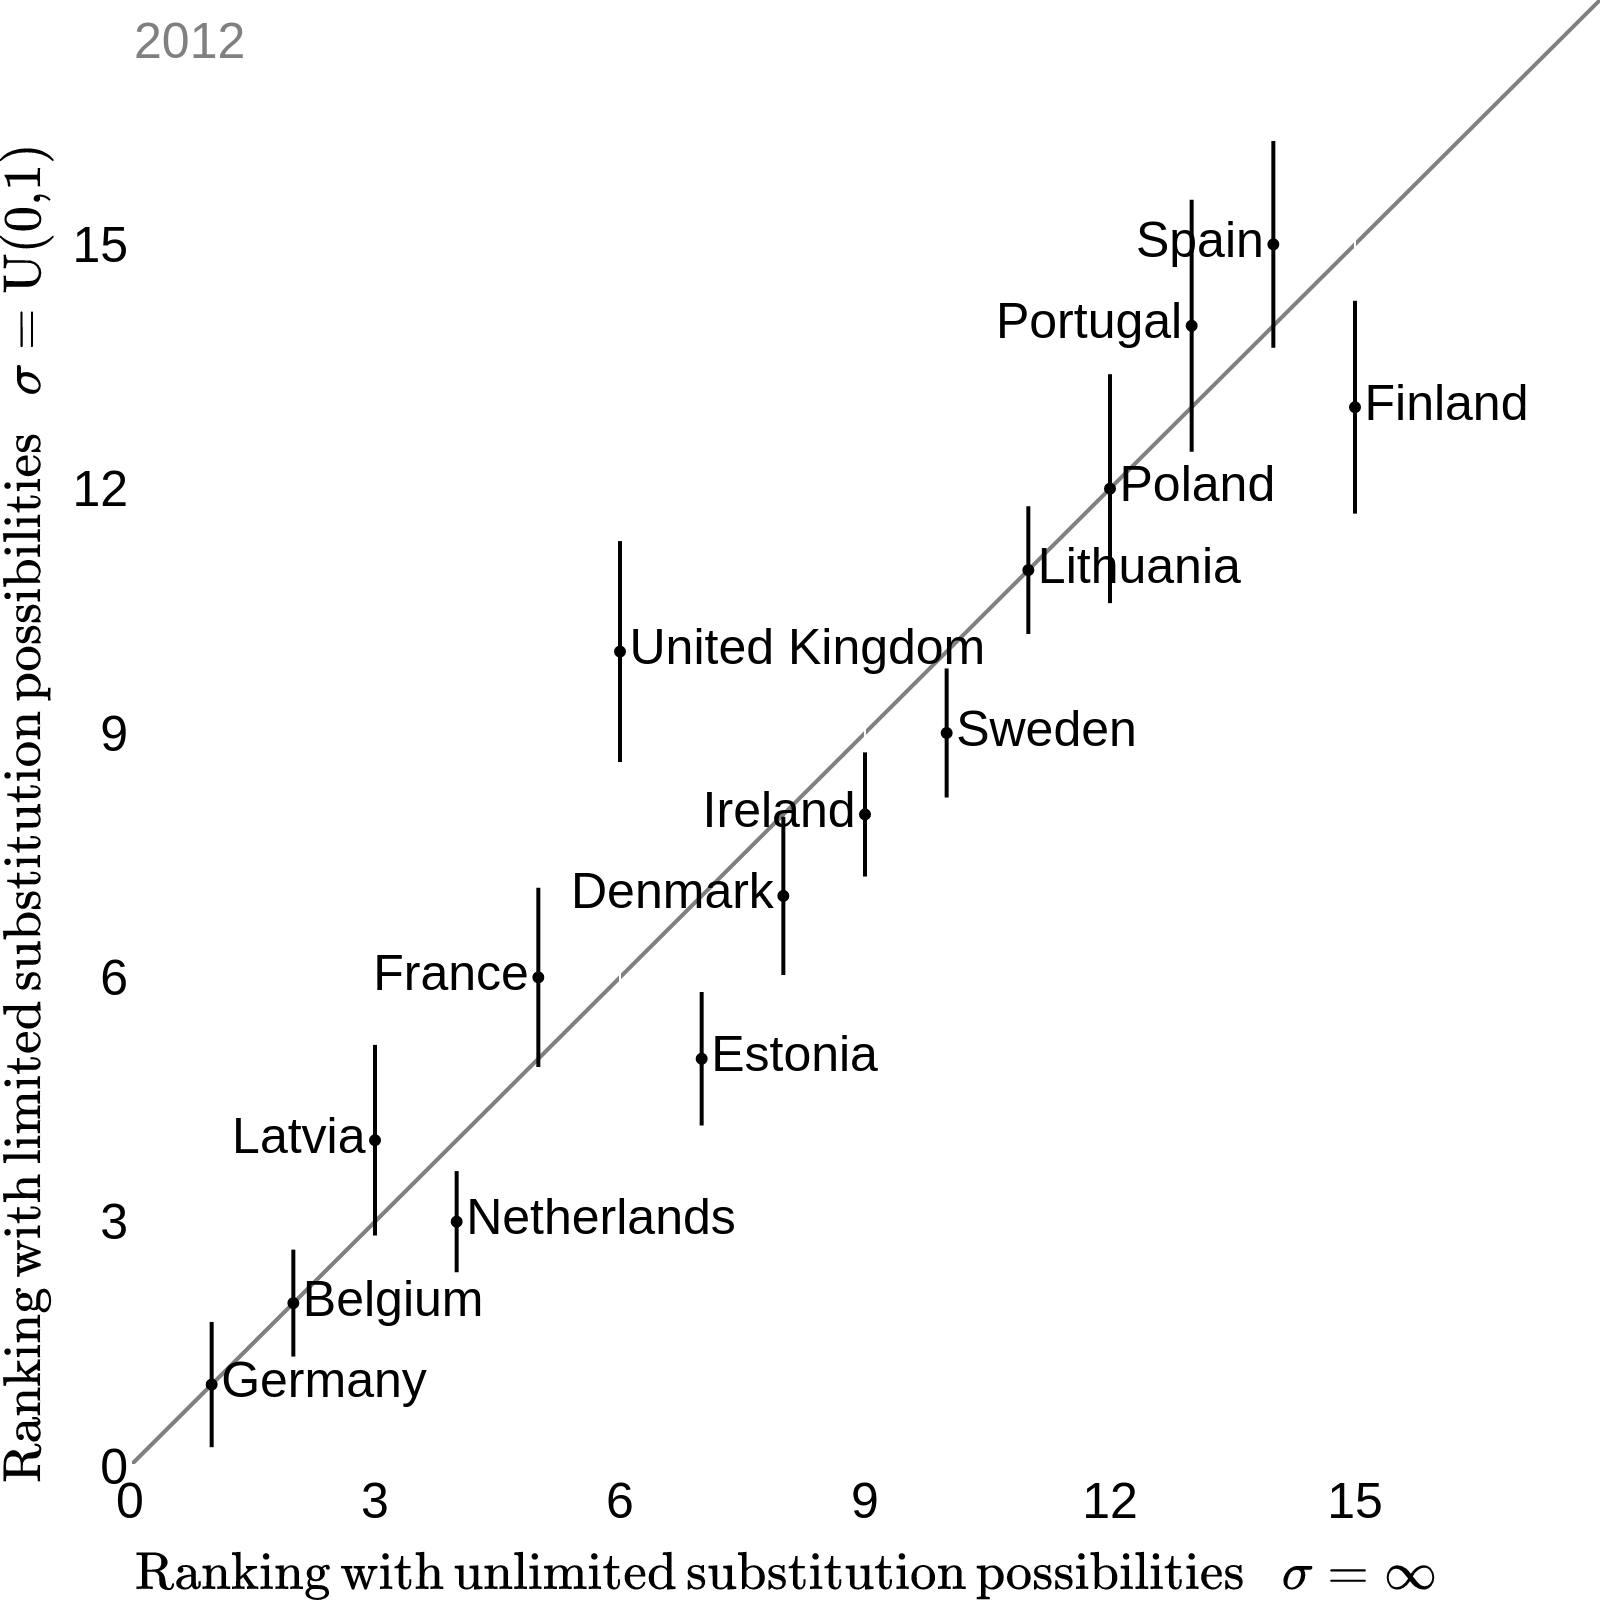 2012
Ranking with limited substitution possibilities σ = U(0,1)
15
Spain
Portugal
Finland
12
Poland
Lithuania
United Kingdom
9
Sweden
Ireland
Denmark
6
France
Estonia
Latvia
3
Netherlands
Belgium
Germany
0
0 3 6 9 12 15
Ranking with unlimited substitution possibilities σ = ∞